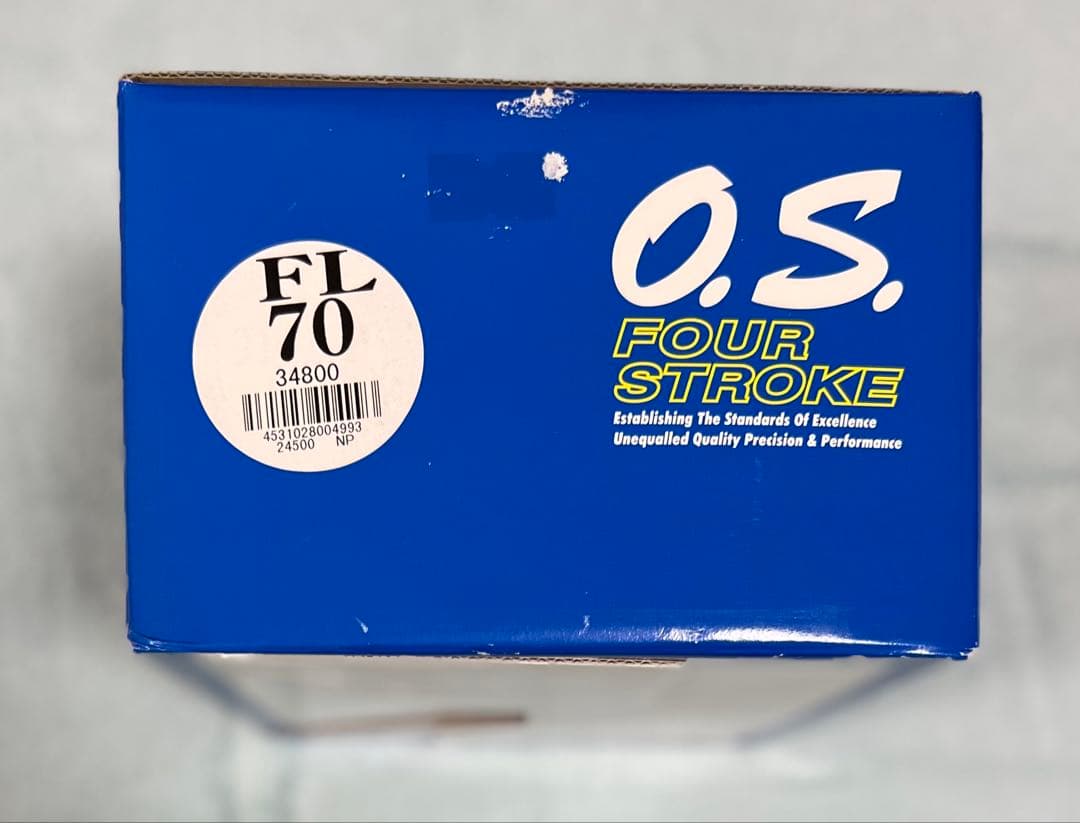 FL
70
34800
4531028004993
24500 NP
O.S.
FOUR
STROKE
Establishing The Standards Of Excellence
Unequalled Quality Precision & Performance